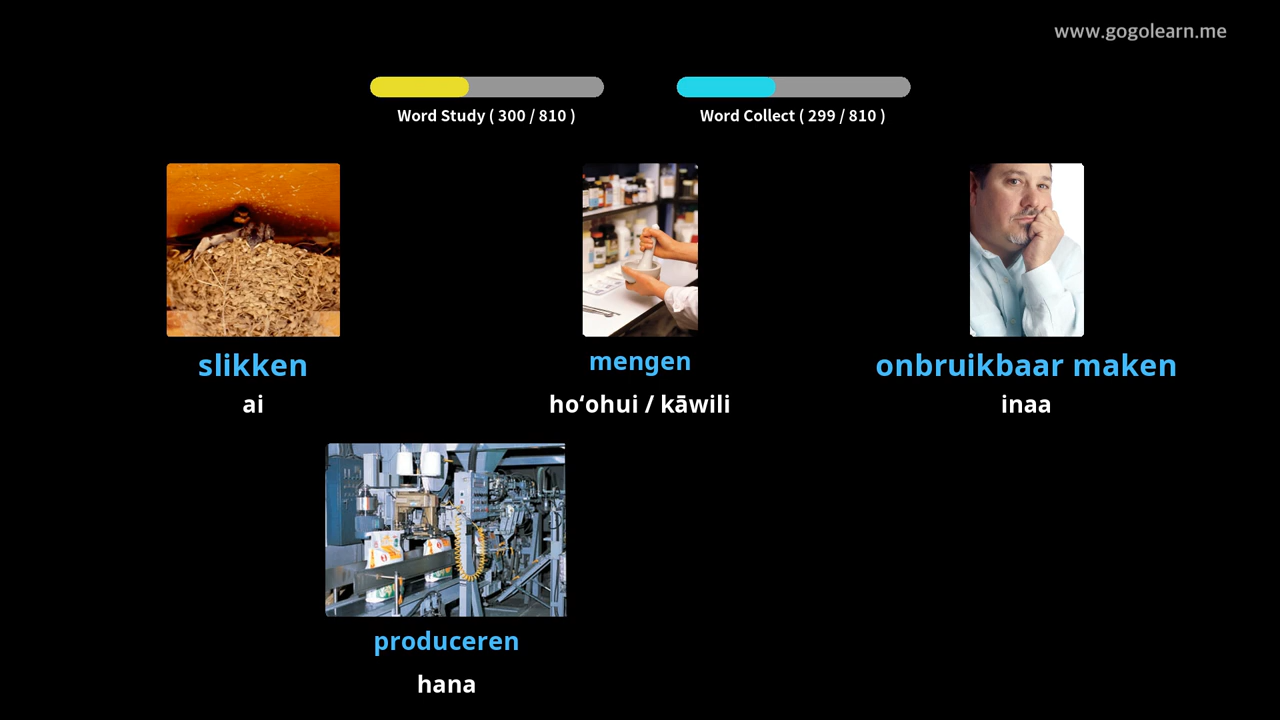 www.gogolearn.me
Word Study ( 300 / 810 )
Word Collect ( 299 / 810 )
slikken
mengen
onbruikbaar maken
ai
hoʻohui / kāwili
inaa
produceren
hana